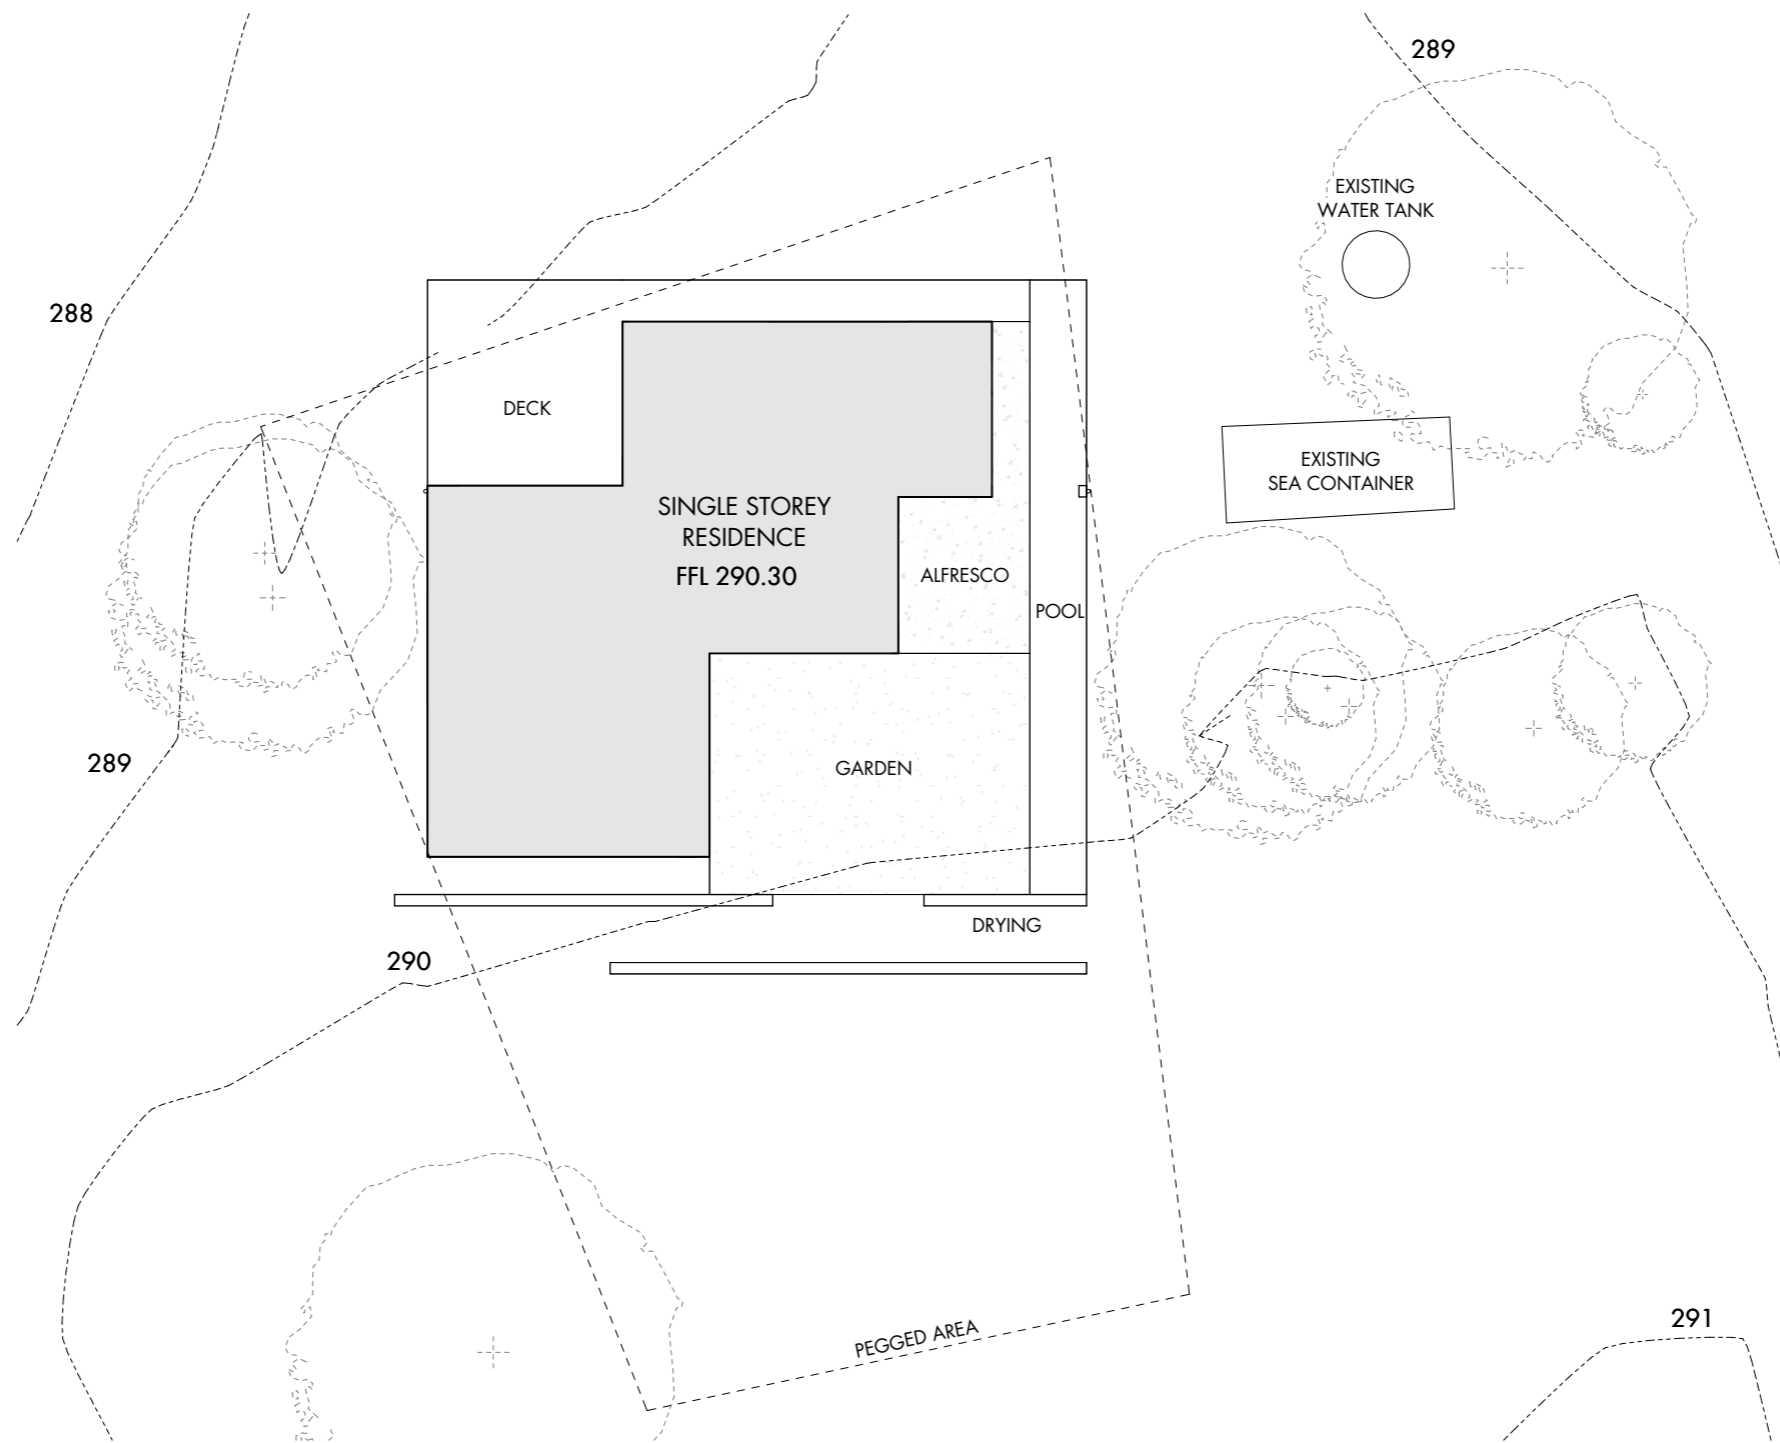 289
EXISTING
WATER TANK
288
DECK
EXISTING
SEA CONTAINER
SINGLE STOREY
RESIDENCE
FFL 290.30
ALFRESCO
POOL
289
GARDEN
DRYING
290
PEGGED AREA
291